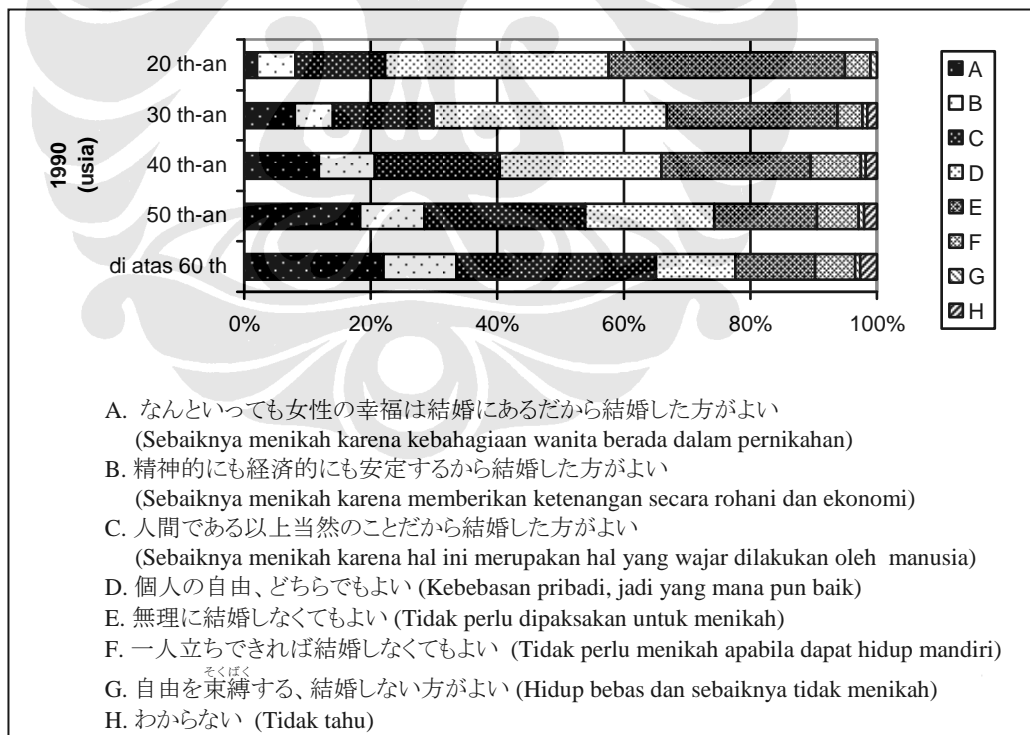 1990
(usia)
20 th-an
30 th-an
40 th-an
50 th-an
di atas 60 th
0% 20% 40% 60% 80% 100%
A
B
C
D
E
F
G
H
A. なんといっても女性の幸福は結婚にあるだから結婚した方がよい
(Sebaiknya menikah karena kebahagiaan wanita berada dalam pernikahan)
B. 精神的にも経済的にも安定するから結婚した方がよい
(Sebaiknya menikah karena memberikan ketenangan secara rohani dan ekonomi)
C. 人間である以上当然のことだから結婚した方がよい
(Sebaiknya menikah karena hal ini merupakan hal yang wajar dilakukan oleh manusia)
D. 個人の自由、どちらでもよい (Kebebasan pribadi, jadi yang mana pun baik)
E. 無理に結婚しなくてもよい (Tidak perlu dipaksakan untuk menikah)
F. 一人立ちできれば結婚しなくてもよい (Tidak perlu menikah apabila dapat hidup mandiri)
そくばく
G. 自由を束縛する、結婚しない方がよい (Hidup bebas dan sebaiknya tidak menikah)
H. わからない (Tidak tahu)